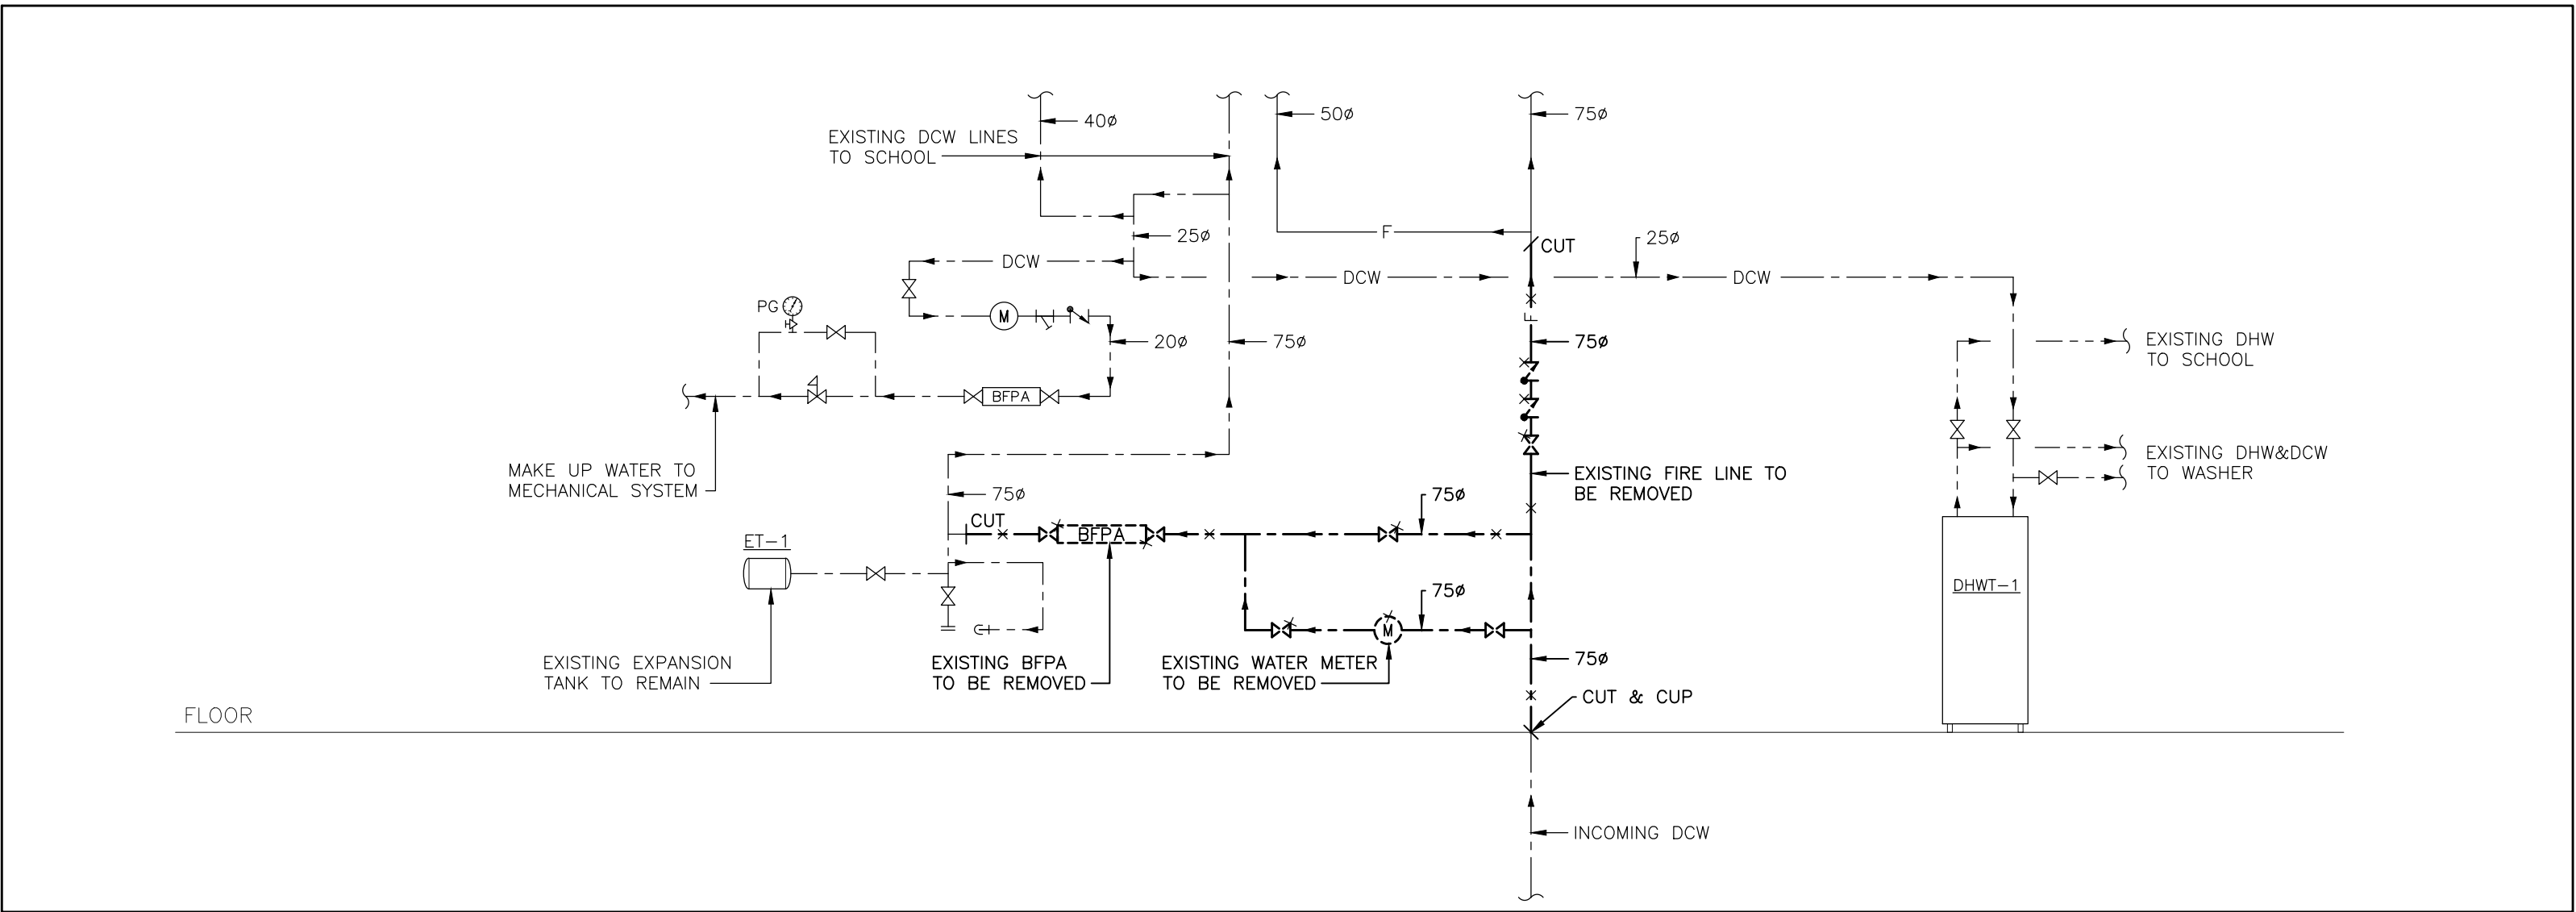 40ø
50ø
75ø
EXISTING DCW LINES
TO SCHOOL
25ø
F
CUT
25ø
DCW
DCW
DCW
PG
M
20ø
75ø
75ø
EXISTING DHW
TO SCHOOL
BFPA
MAKE UP WATER TO
MECHANICAL SYSTEM
EXISTING FIRE LINE TO
BE REMOVED
EXISTING DHW&DCW
TO WASHER
75ø
75ø
CUT
BFPA
ET-1
75ø
DHWT-1
M
EXISTING EXPANSION
TANK TO REMAIN
EXISTING BFPA
TO BE REMOVED
EXISTING WATER METER
TO BE REMOVED
75ø
CUT & CUP
FLOOR
INCOMING DCW